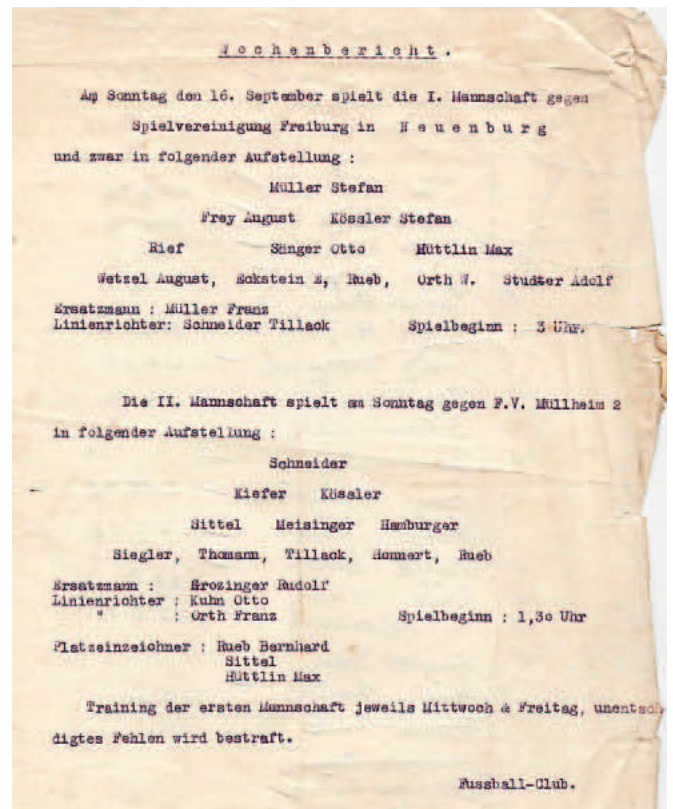 Wochenbericht.
Am Sonntag den 16. September spielt die I. Mannschaft gegen
Spielvereinigung Freiburg in Neuenburg
und zwar in folgender Aufstellung :
Müller Stefan
Frey August Kössler Stefan
Rief Sänger Otto Hüttlin Max
Wetzel August, Eckstein E, Rueb, Orth W. Studter Adolf
Ersatzmann : Müller Franz
Linienrichter: Schneider Tillack Spielbeginn : 3 Uhr.
Die II. Mannschaft spielt am Sonntag gegen F.V. Müllheim 2
in folgender Aufstellung :
Schneider
Kiefer Kössler
Sittel Meisinger Hamburger
Siegler, Thomann, Tillack, Honnert, Rueb
Ersatzmann : Grozinger Rudolf
Linienrichter : Kuhn Otto
" : Orth Franz Spielbeginn : 1,30 Uhr
Platzeinzeichner : Rueb Bernhard
Sittel
Hüttlin Max
Training der ersten Mannschaft jeweils Mittwoch & Freitag, unentsch
digtes Fehlen wird bestraft.
Fussball-Club.